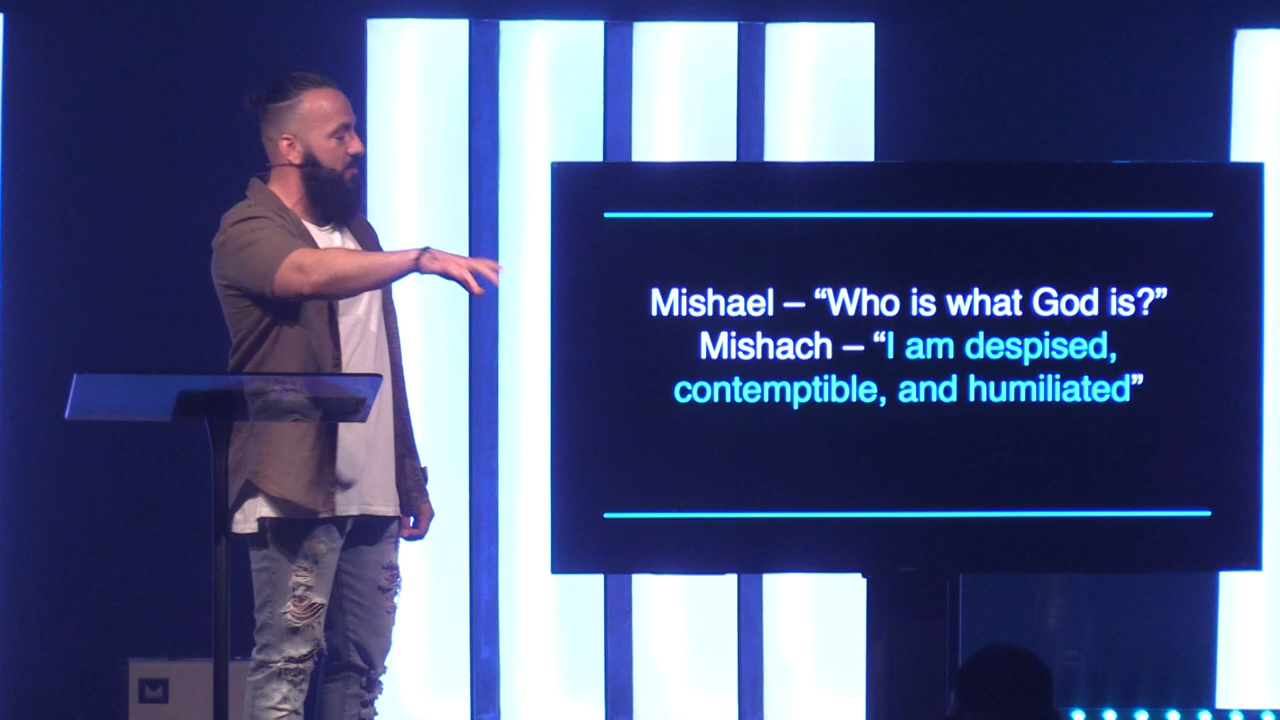 Mishael – “Who is what God is?”
Mishach – “I am despised,
contemptible, and humiliated”